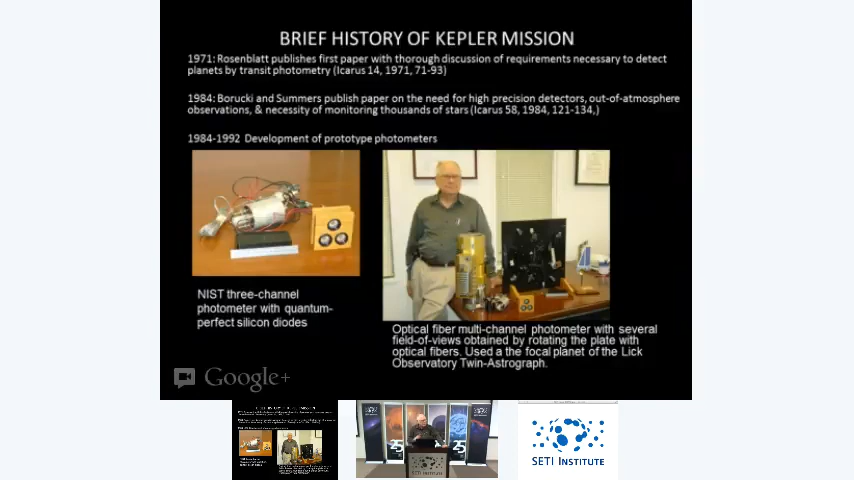 BRIEF HISTORY OF KEPLER MISSION
1971: Rosenblatt publishes first paper with thorough discussion of requirements necessary to detect
planets by transit photometry (Icarus 14, 1971, 71-93)
1984: Borucki and Summers publish paper on the need for high precision detectors, out-of-atmosphere
observations, & necessity of monitoring thousands of stars (Icarus 58, 1984, 121-134,)
1984-1992 Development of prototype photometers
NIST three-channel
photometer with quantum-
perfect silicon diodes
Optical fiber multi-channel photometer with several
field-of-views obtained by rotating the plate with
optical fibers. Used a the focal planet of the Lick
Observatory Twin-Astrograph.
Google+
25
25
SETI INSTITUTE